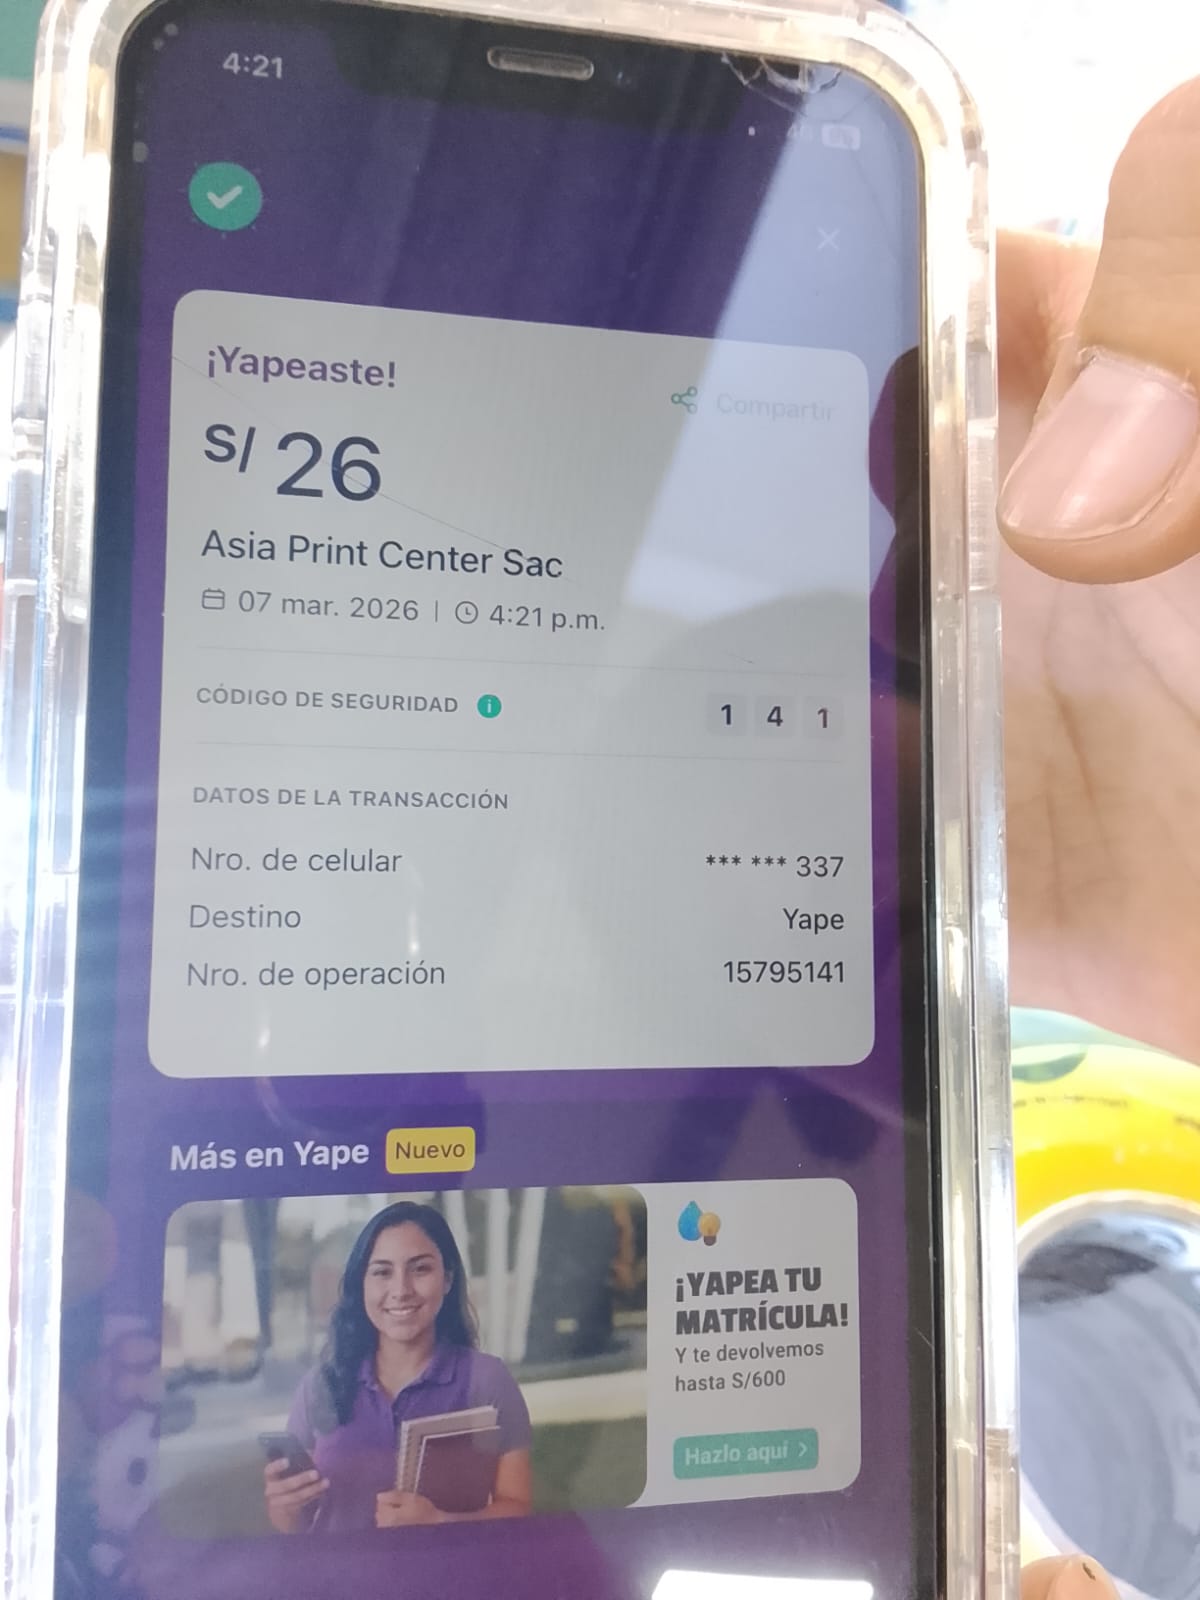 4:21
4G
¡Yapeaste!
Compartir
S/ 26
Asia Print Center Sac
07 mar. 2026 | 4:21 p.m.
CÓDIGO DE SEGURIDAD 1 4 1
DATOS DE LA TRANSACCIÓN
Nro. de celular *** *** 337
Destino Yape
Nro. de operación 15795141
Más en Yape Nuevo
¡YAPEA TU
MATRÍCULA!
Y te devolvemos
hasta S/600
Hazlo aquí >